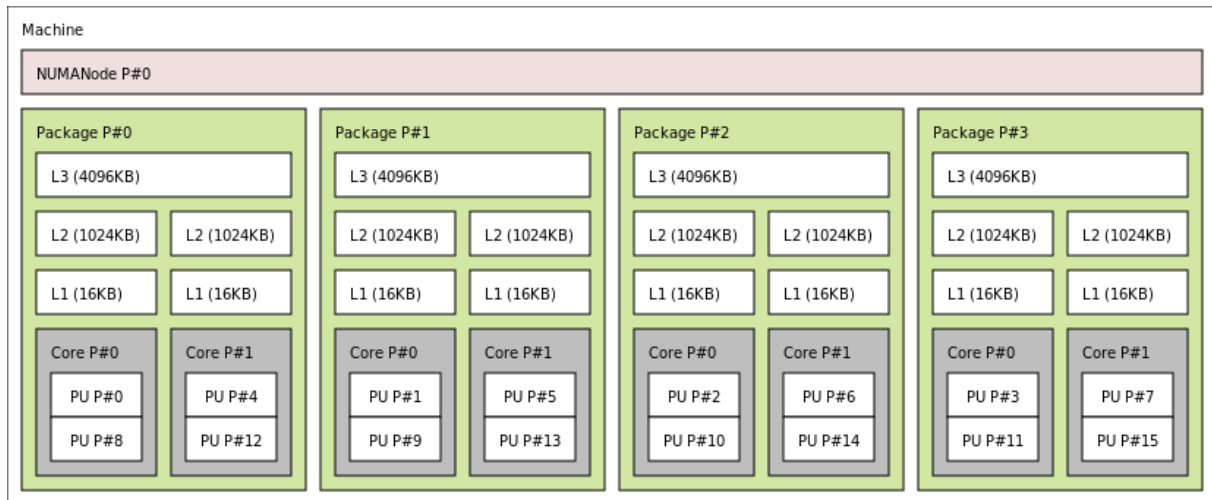 Machine
NUMANode P#0
Package P#0 Package P#1 Package P#2 Package P#3
L3 (4096KB) L3 (4096KB) L3 (4096KB) L3 (4096KB)
L2 (1024KB) L2 (1024KB) L2 (1024KB) L2 (1024KB) L2 (1024KB) L2 (1024KB) L2 (1024KB) L2 (1024KB)
L1 (16KB) L1 (16KB) L1 (16KB) L1 (16KB) L1 (16KB) L1 (16KB) L1 (16KB) L1 (16KB)
Core P#0 Core P#1 Core P#0 Core P#1 Core P#0 Core P#1 Core P#0 Core P#1
PU P#0 PU P#4 PU P#1 PU P#5 PU P#2 PU P#6 PU P#3 PU P#7
PU P#8 PU P#12 PU P#9 PU P#13 PU P#10 PU P#14 PU P#11 PU P#15